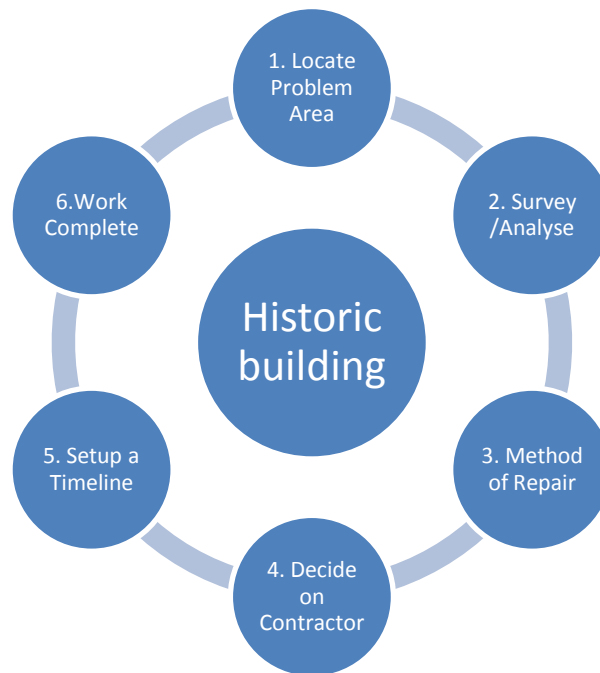 1. Locate
Problem
Area
2. Survey
/Analyse
3. Method
of Repair
4. Decide
on
Contractor
5. Setup a
Timeline
6.Work
Complete
Historic
building